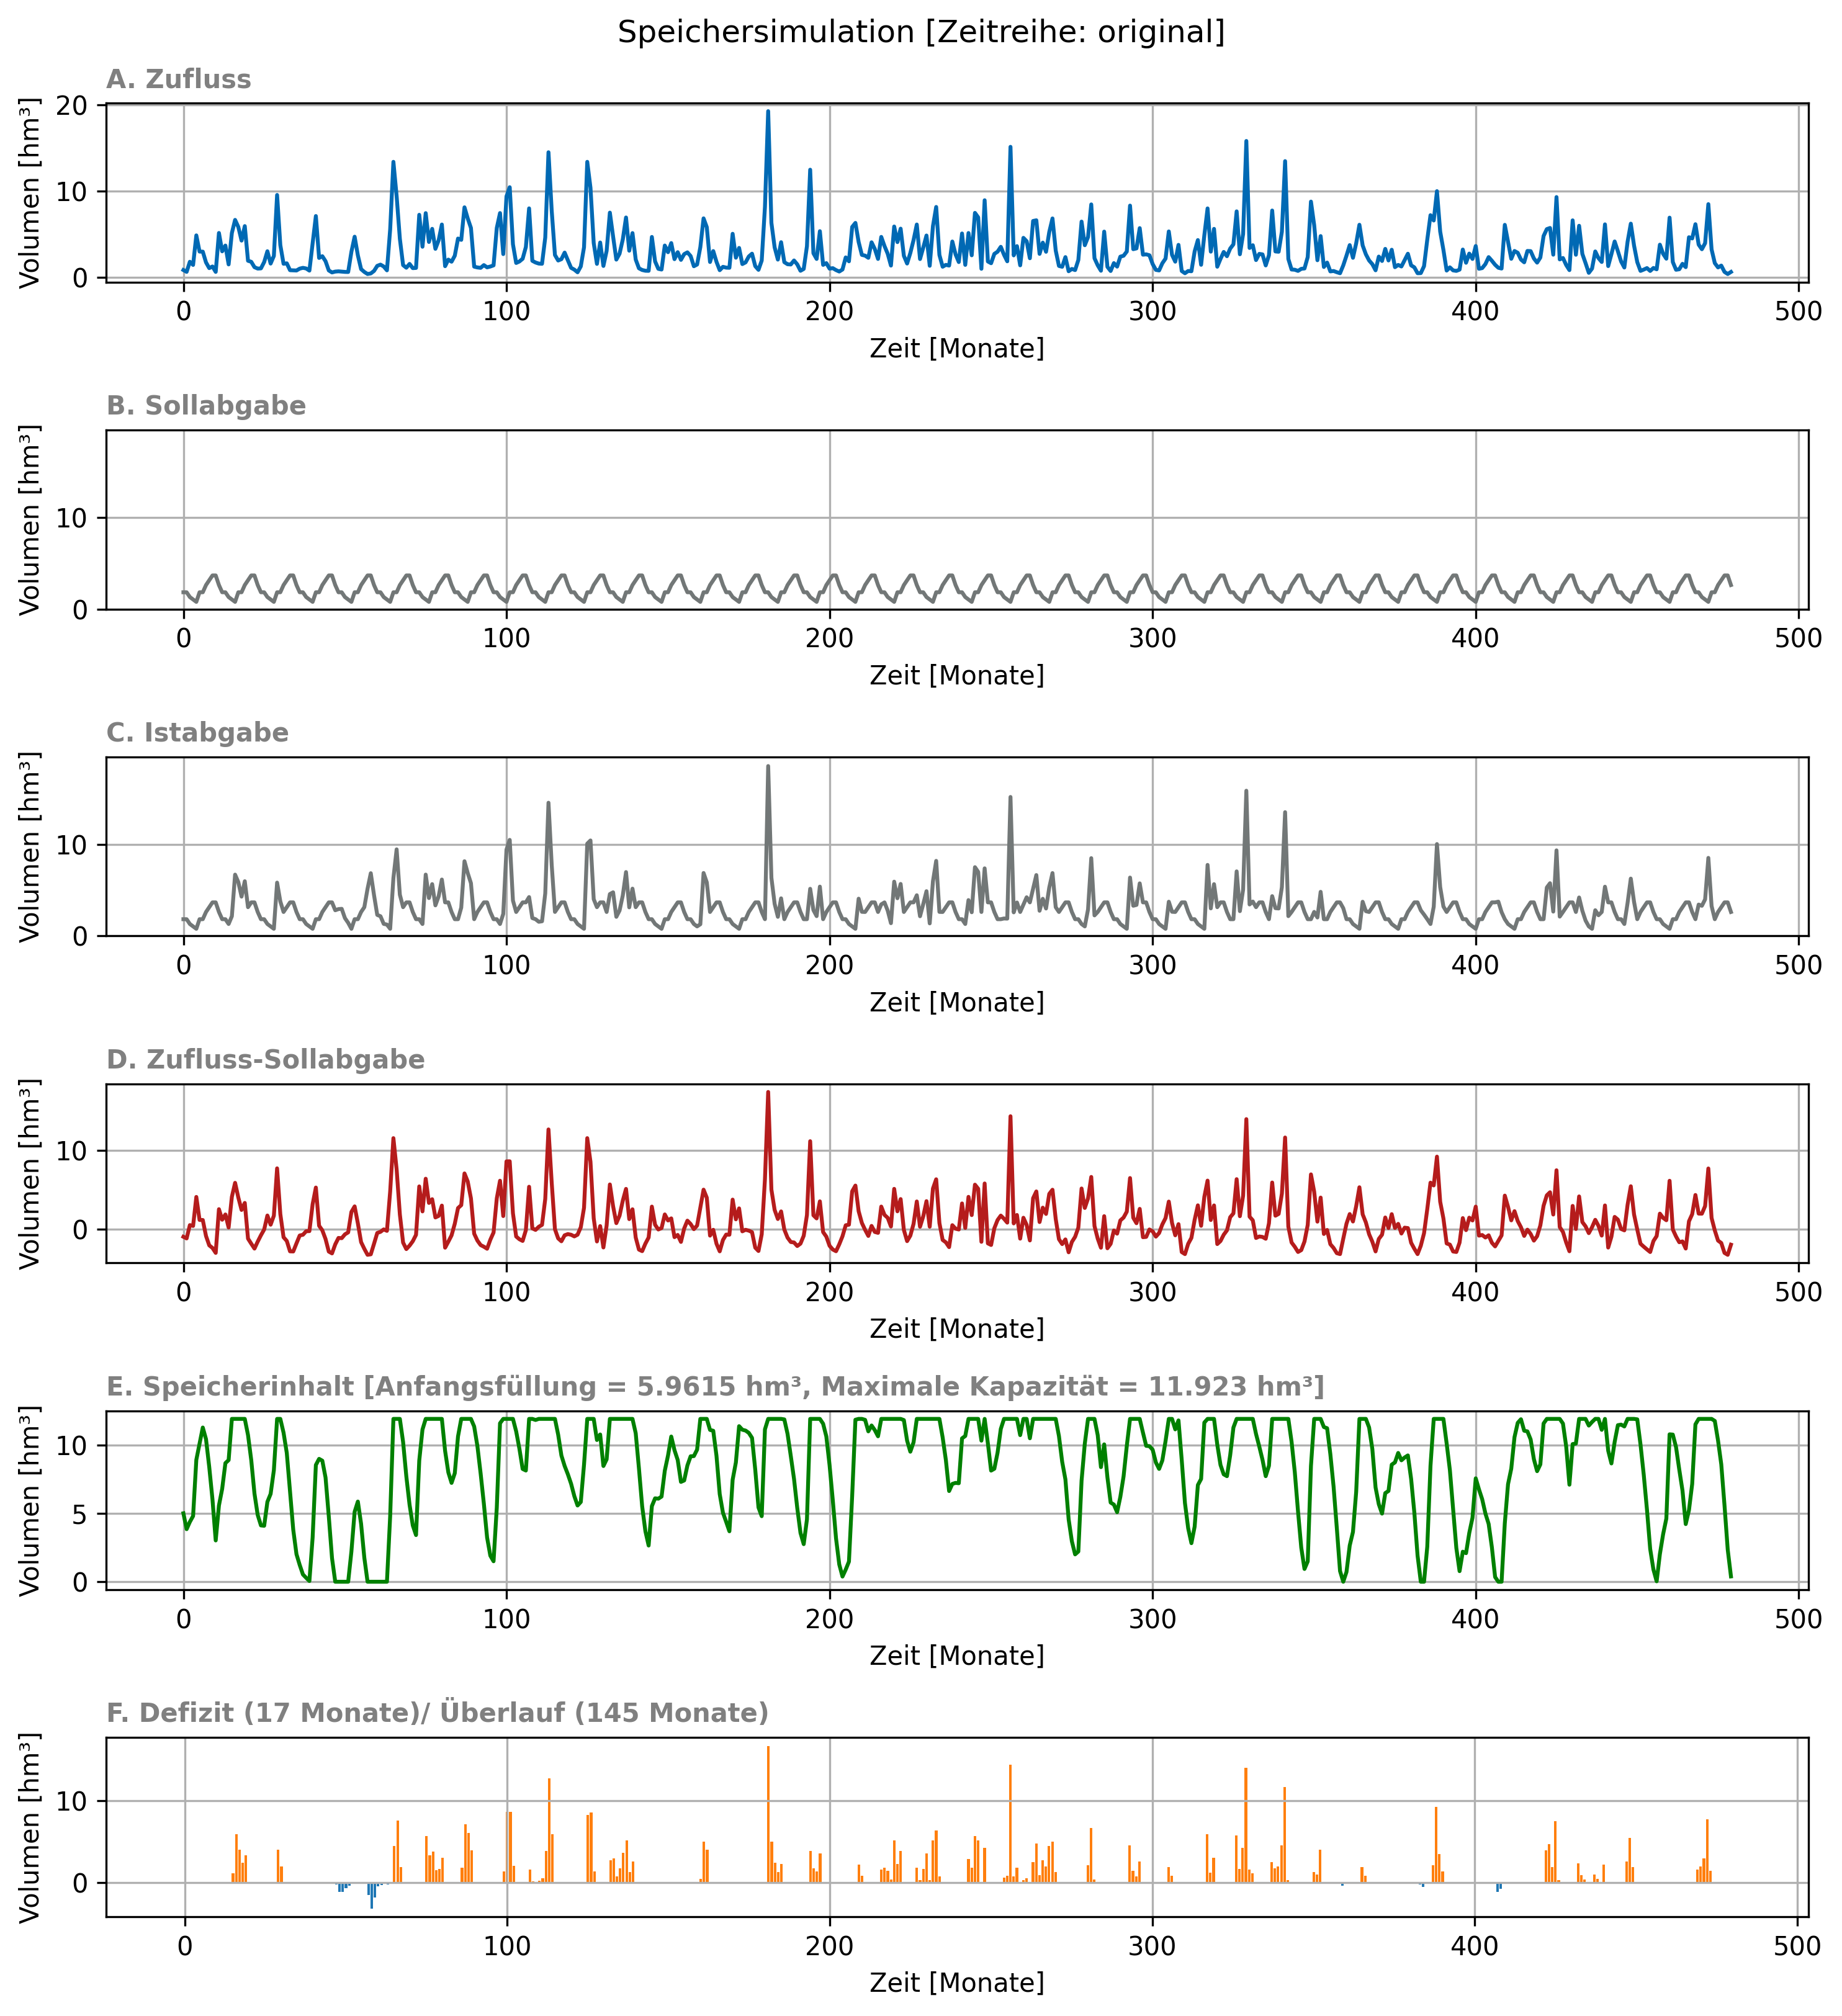 Speichersimulation [Zeitreihe: original]
A. Zufluss
Volumen [hm³]
20
10
0
0 100 200 300 400 500
Zeit [Monate]
B. Sollabgabe
Volumen [hm³]
10
0
0 100 200 300 400 500
Zeit [Monate]
C. Istabgabe
Volumen [hm³]
10
0
0 100 200 300 400 500
Zeit [Monate]
D. Zufluss-Sollabgabe
Volumen [hm³]
10
0
0 100 200 300 400 500
Zeit [Monate]
E. Speicherinhalt [Anfangsfüllung = 5.9615 hm³, Maximale Kapazität = 11.923 hm³]
Volumen [hm³]
10
5
0
0 100 200 300 400 500
Zeit [Monate]
F. Defizit (17 Monate)/ Überlauf (145 Monate)
Volumen [hm³]
10
0
0 100 200 300 400 500
Zeit [Monate]